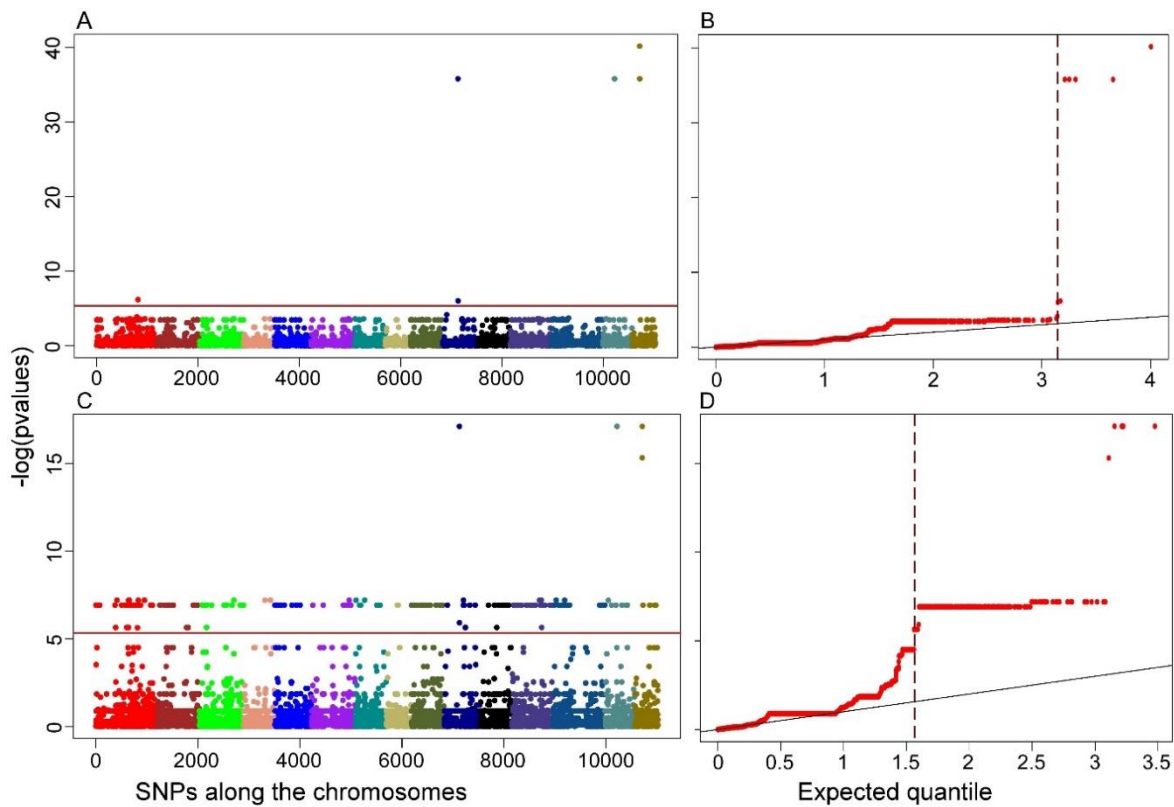 A
B
40
30
20
10
0
0 2000 4000 6000 8000 10000
0 1 2 3 4
C
D
-log(pvalues)
15
10
5
0
0 2000 4000 6000 8000 10000
0 0.5 1 1.5 2 2.5 3 3.5
SNPs along the chromosomes
Expected quantile